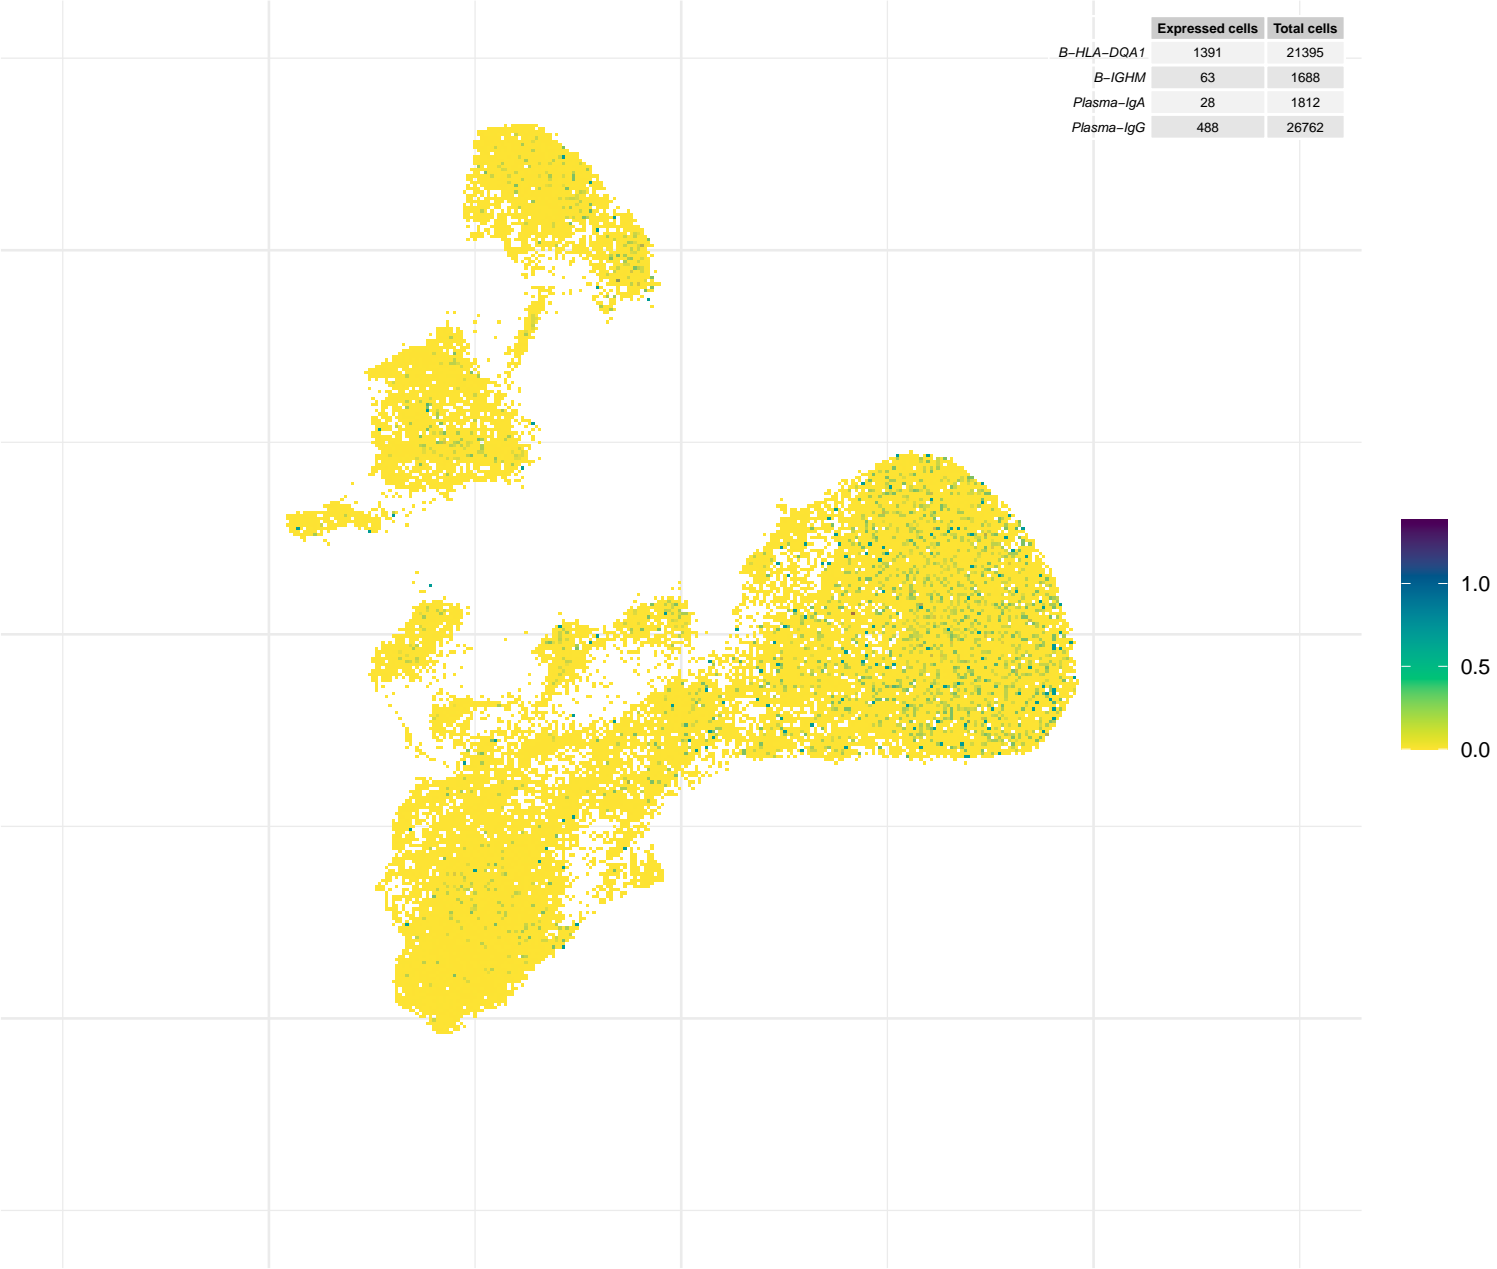 Expressed cells Total cells
B−HLA−DQA1 1391 21395
B−IGHM 63 1688
Plasma−IgA 28 1812
Plasma−IgG 488 26762
1.0
0.5
0.0